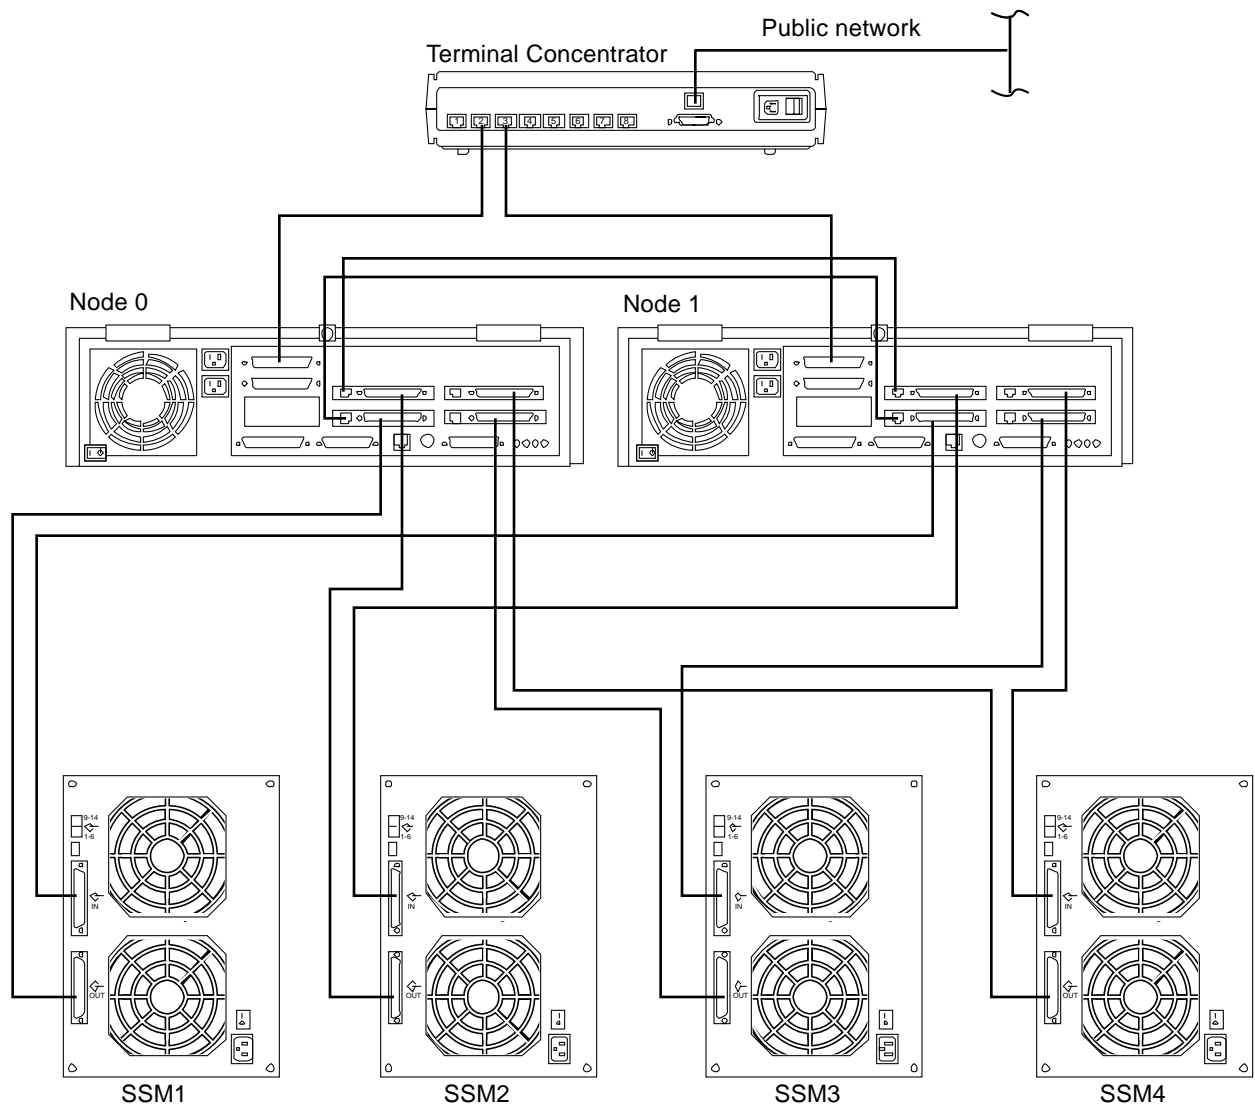 Public network
Terminal Concentrator
1 2 3 4 5 6 7 8
Node 0
Node 1
9-14
1-6
IN
OUT
9-14
1-6
IN
OUT
9-14
1-6
IN
OUT
9-14
1-6
IN
OUT
SSM1
SSM2
SSM3
SSM4